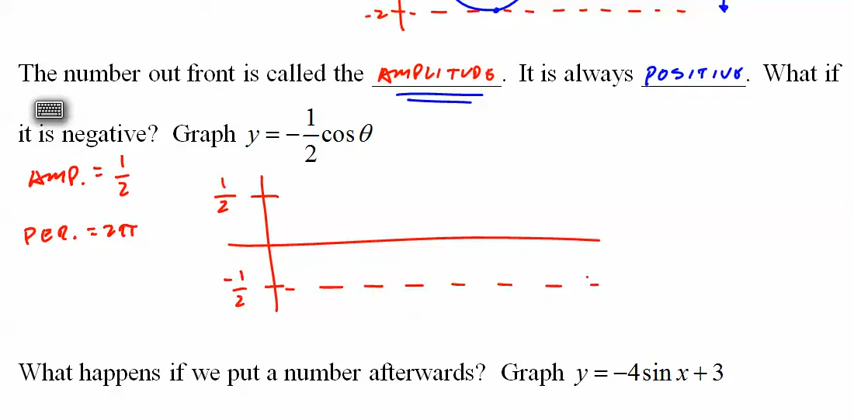 -2
The number out front is called the AMPLITUDE. It is always POSITIVE. What if
it is negative? Graph y = -1/2 cos θ
AMP. = 1/2
1/2
PER. = 2π
-1/2
What happens if we put a number afterwards? Graph y = −4 sin x + 3